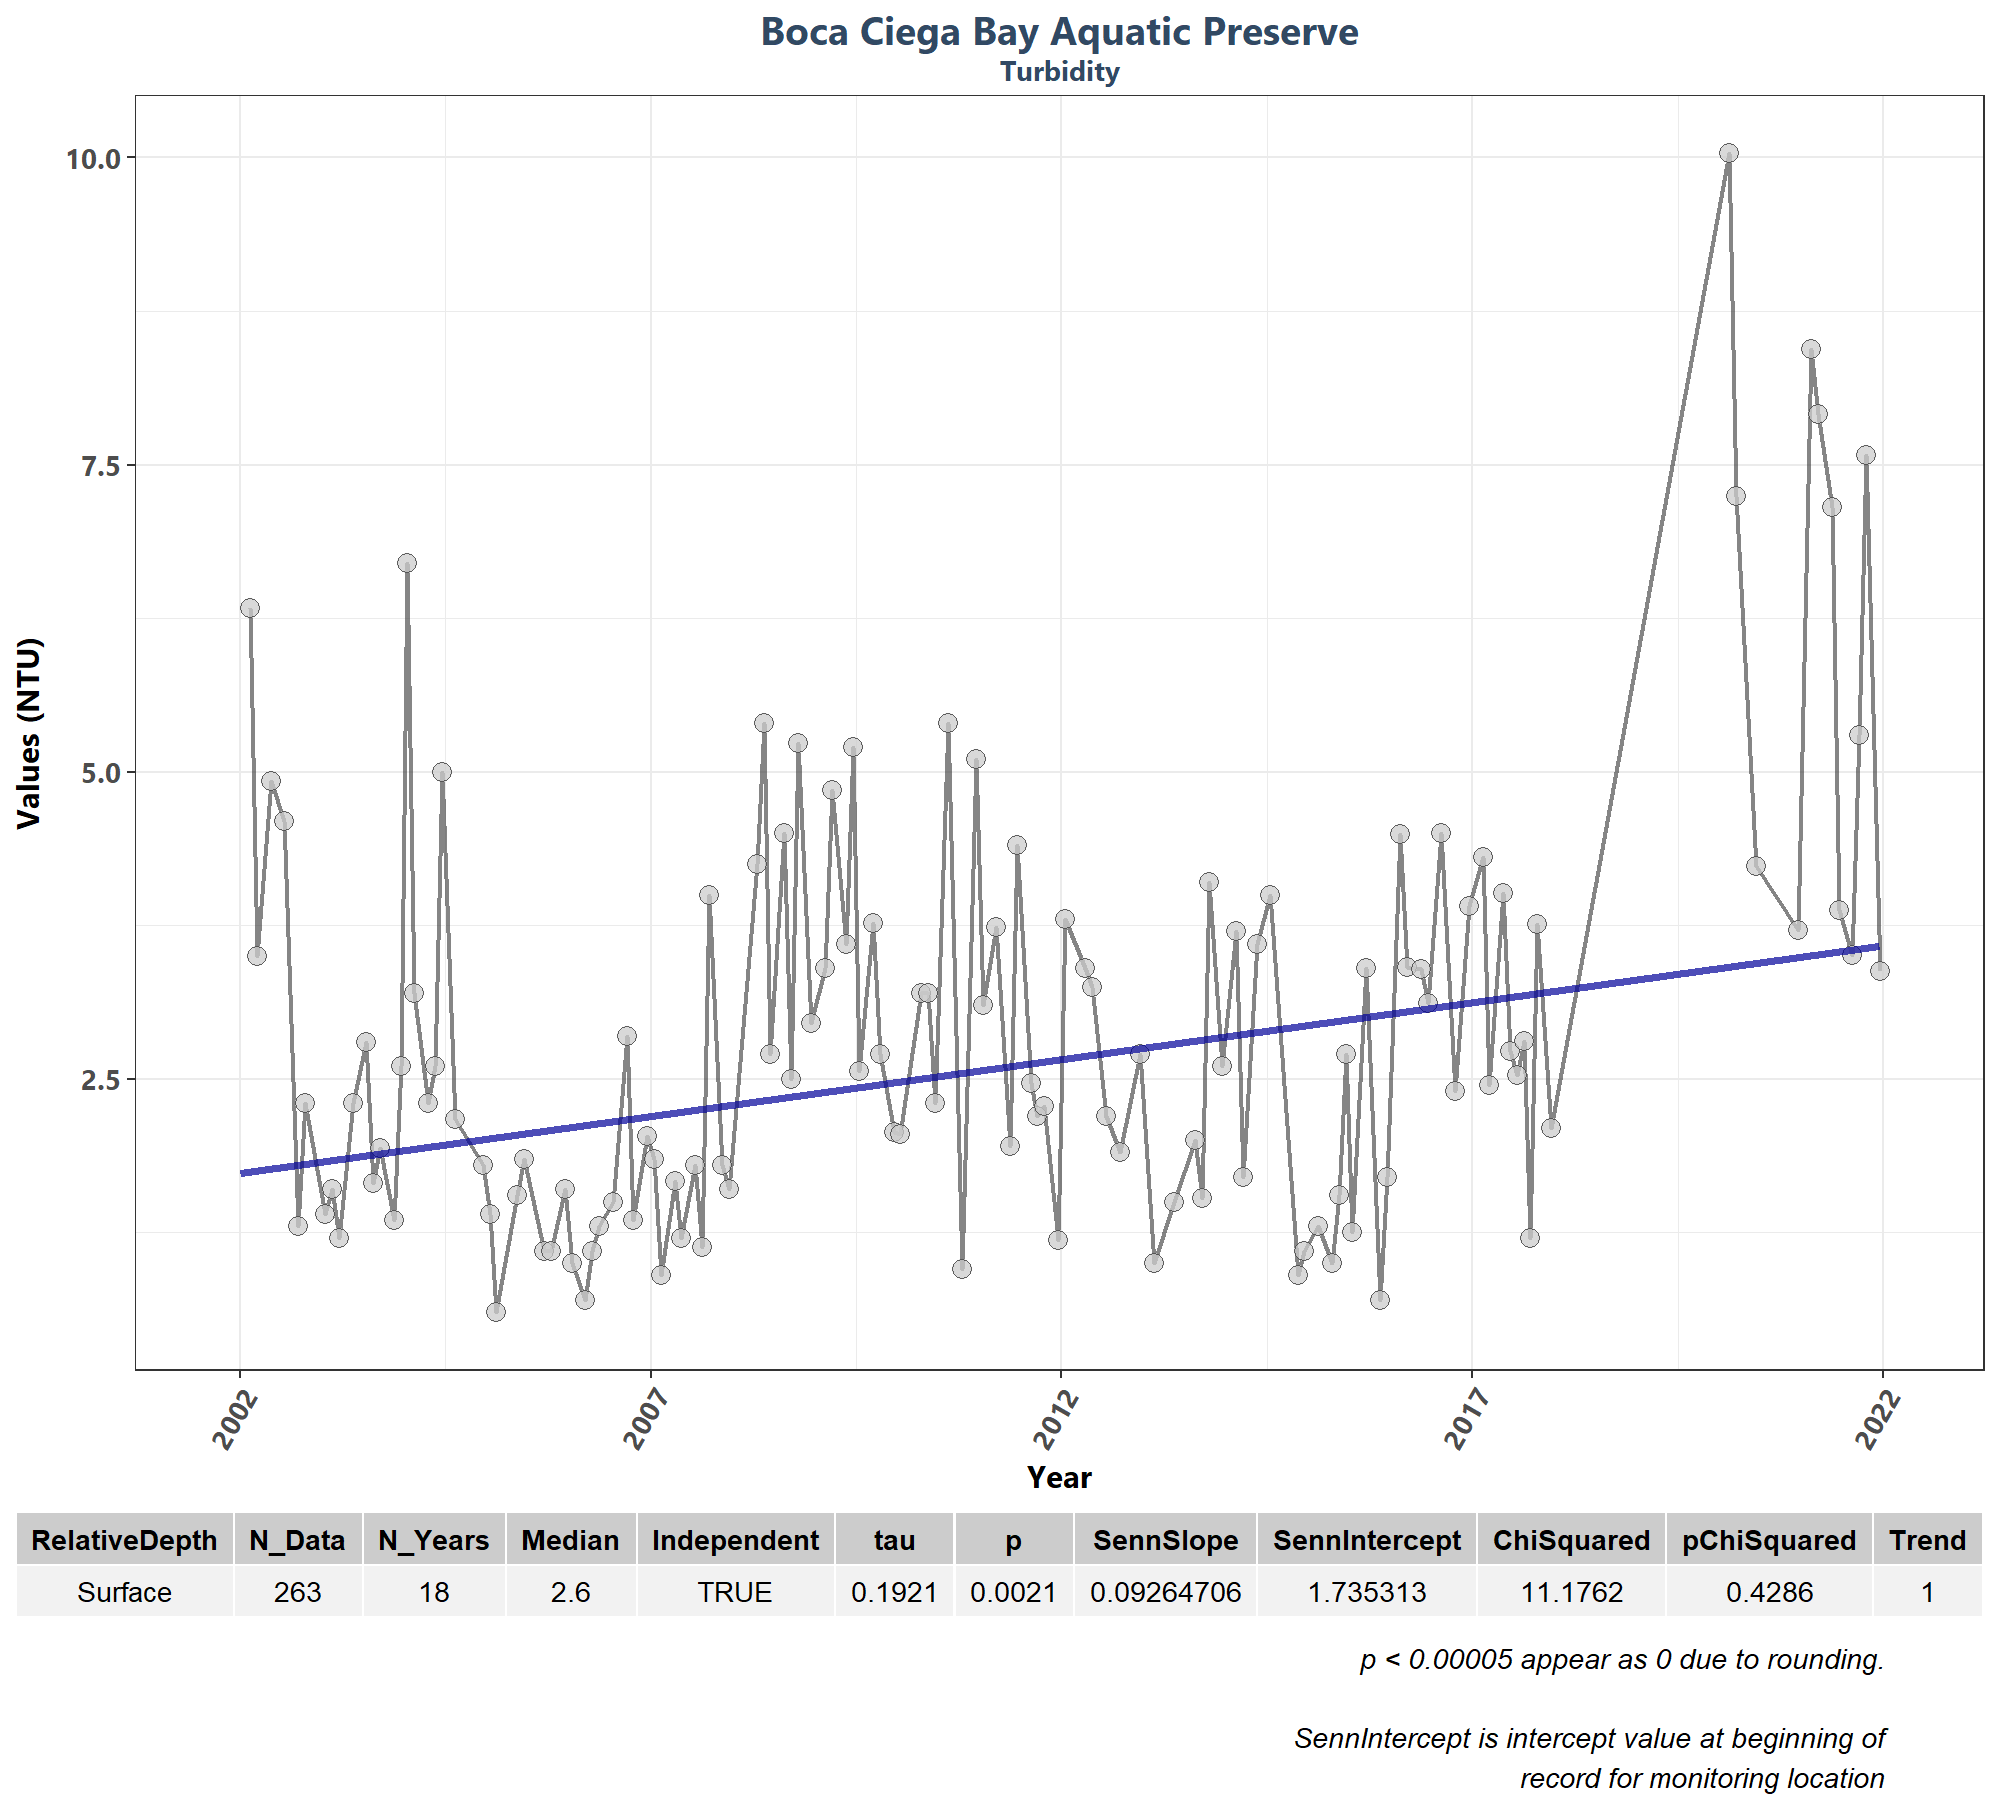 Boca Ciega Bay Aquatic Preserve
Turbidity
Values (NTU)
10.0
7.5
5.0
2.5
2002 2007 2012 2017 2022
Year
RelativeDepth N_Data N_Years Median Independent tau p SennSlope SennIntercept ChiSquared pChiSquared Trend
Surface 263 18 2.6 TRUE 0.1921 0.0021 0.09264706 1.735313 11.1762 0.4286 1
p < 0.00005 appear as 0 due to rounding.
SennIntercept is intercept value at beginning of
record for monitoring location